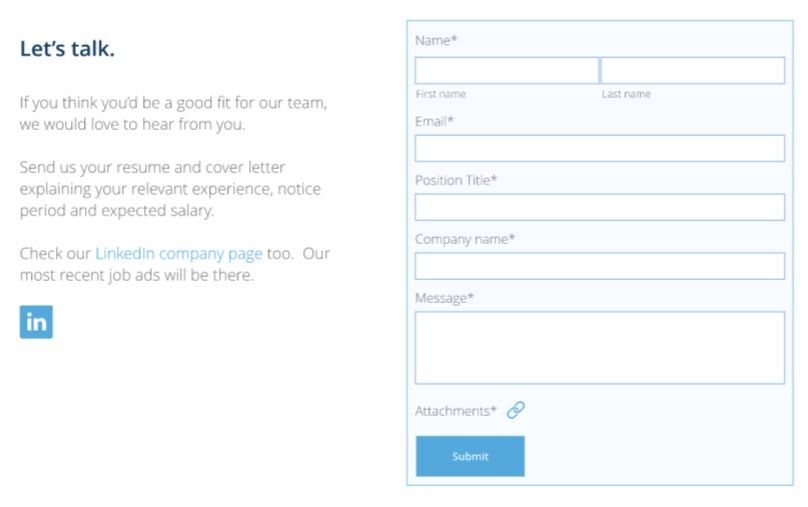 Let's talk.
If you think you'd be a good fit for our team,
we would love to hear from you.
Send us your resume and cover letter
explaining your relevant experience, notice
period and expected salary.
Check our LinkedIn company page too.  Our
most recent job ads will be there.
in
Name*
First name
Last name
Email*
Position Title*
Company name*
Message*
Attachments*
Submit